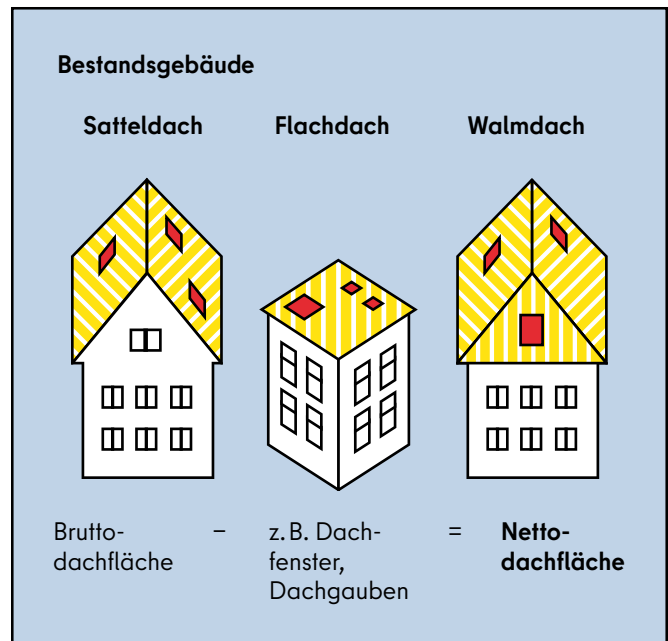 Bestandsgebäude
Satteldach Flachdach Walmdach
Brutto- – z. B. Dach- = Netto-
dachfläche fenster, dachfläche
Dachgauben